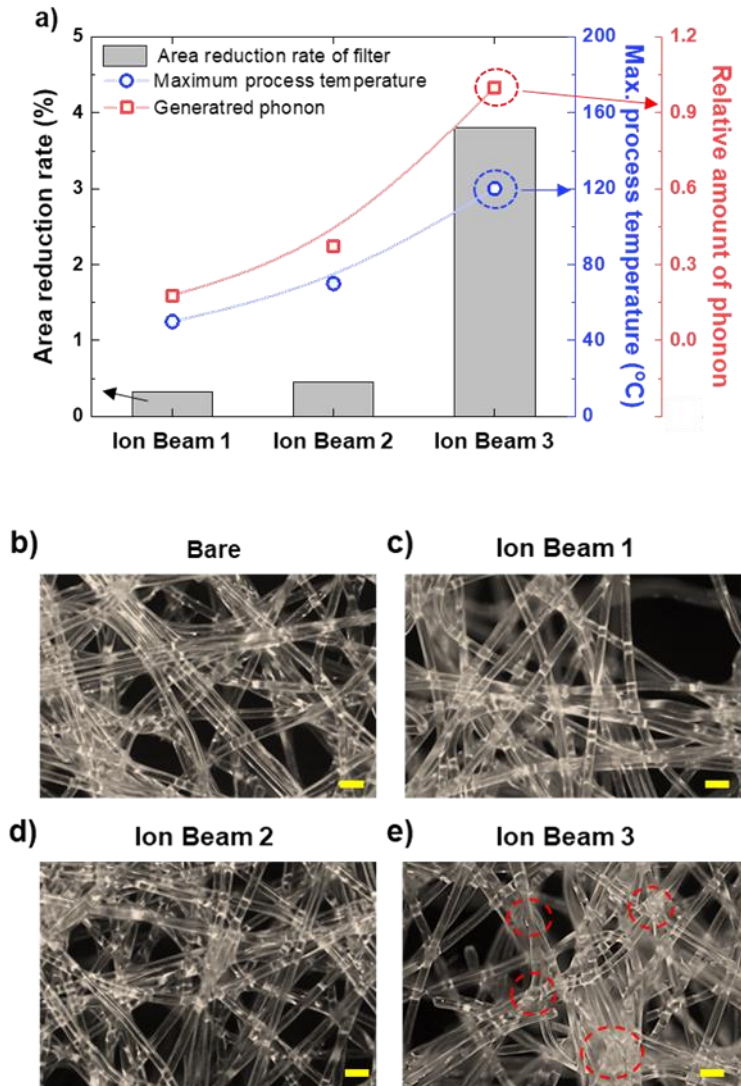 a)
Area reduction rate of filter
Maximum process temperature
Generatred phonon
5
4
3
2
1
0
Area reduction rate (%)
200
160
120
80
40
0
Max. process temperature (°C)
1.2
1.0
0.6
0.3
0.0
Relative amount of phonon
Ion Beam 1
Ion Beam 2
Ion Beam 3
b)
Bare
c)
Ion Beam 1
d)
Ion Beam 2
e)
Ion Beam 3